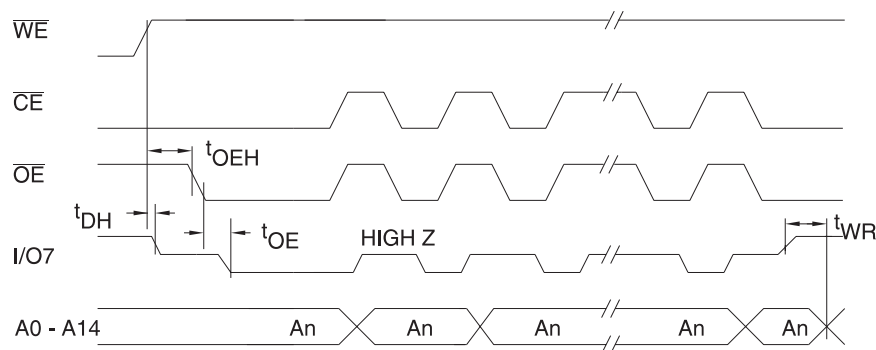 WE
CE
tOEH
OE
tDH
tOE
HIGH Z
tWR
I/O7
A0 - A14 An An An An An